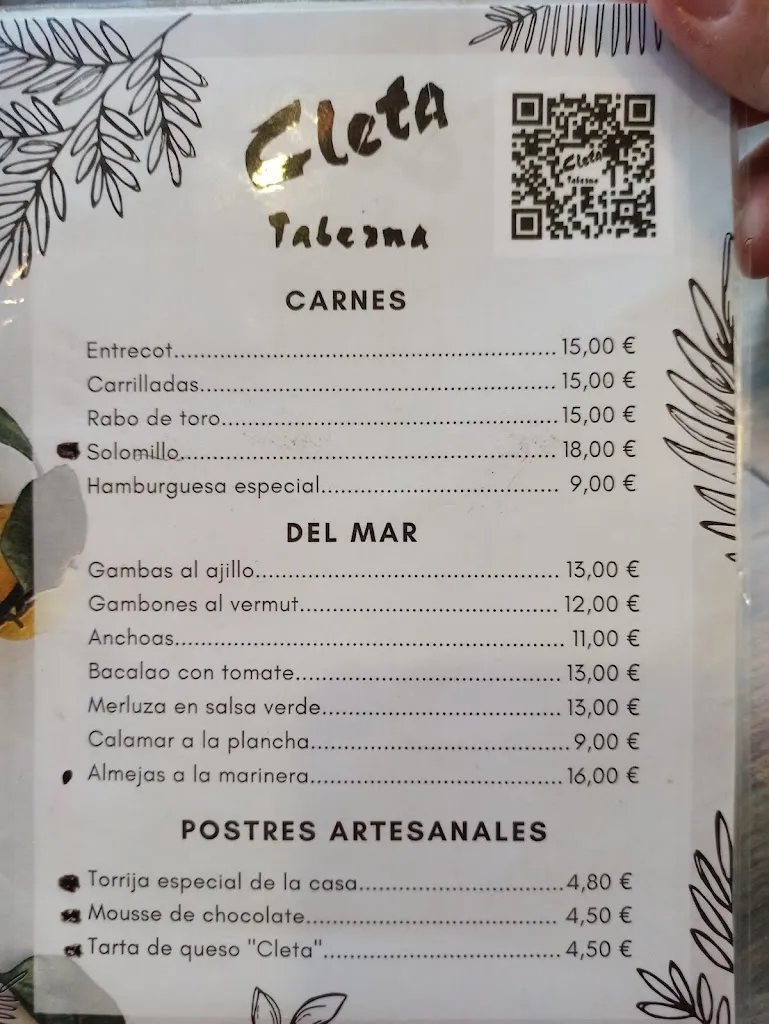 Cleta
Taberna
Cleta
Taberna
CARNES
Entrecot.......................................................... 15,00 €
Carrilladas...................................................... 15,00 €
Rabo de toro.................................................. 15,00 €
Solomillo......................................................... 18,00 €
Hamburguesa especial.................................... 9,00 €
DEL MAR
Gambas al ajillo.............................................. 13,00 €
Gambones al vermut....................................... 12,00 €
Anchoas.......................................................... 11,00 €
Bacalao con tomate........................................ 13,00 €
Merluza en salsa verde.................................... 13,00 €
Calamar a la plancha...................................... 9,00 €
Almejas a la marinera...................................... 16,00 €
POSTRES ARTESANALES
Torrija especial de la casa............................... 4,80 €
Mousse de chocolate...................................... 4,50 €
Tarta de queso "Cleta".................................... 4,50 €